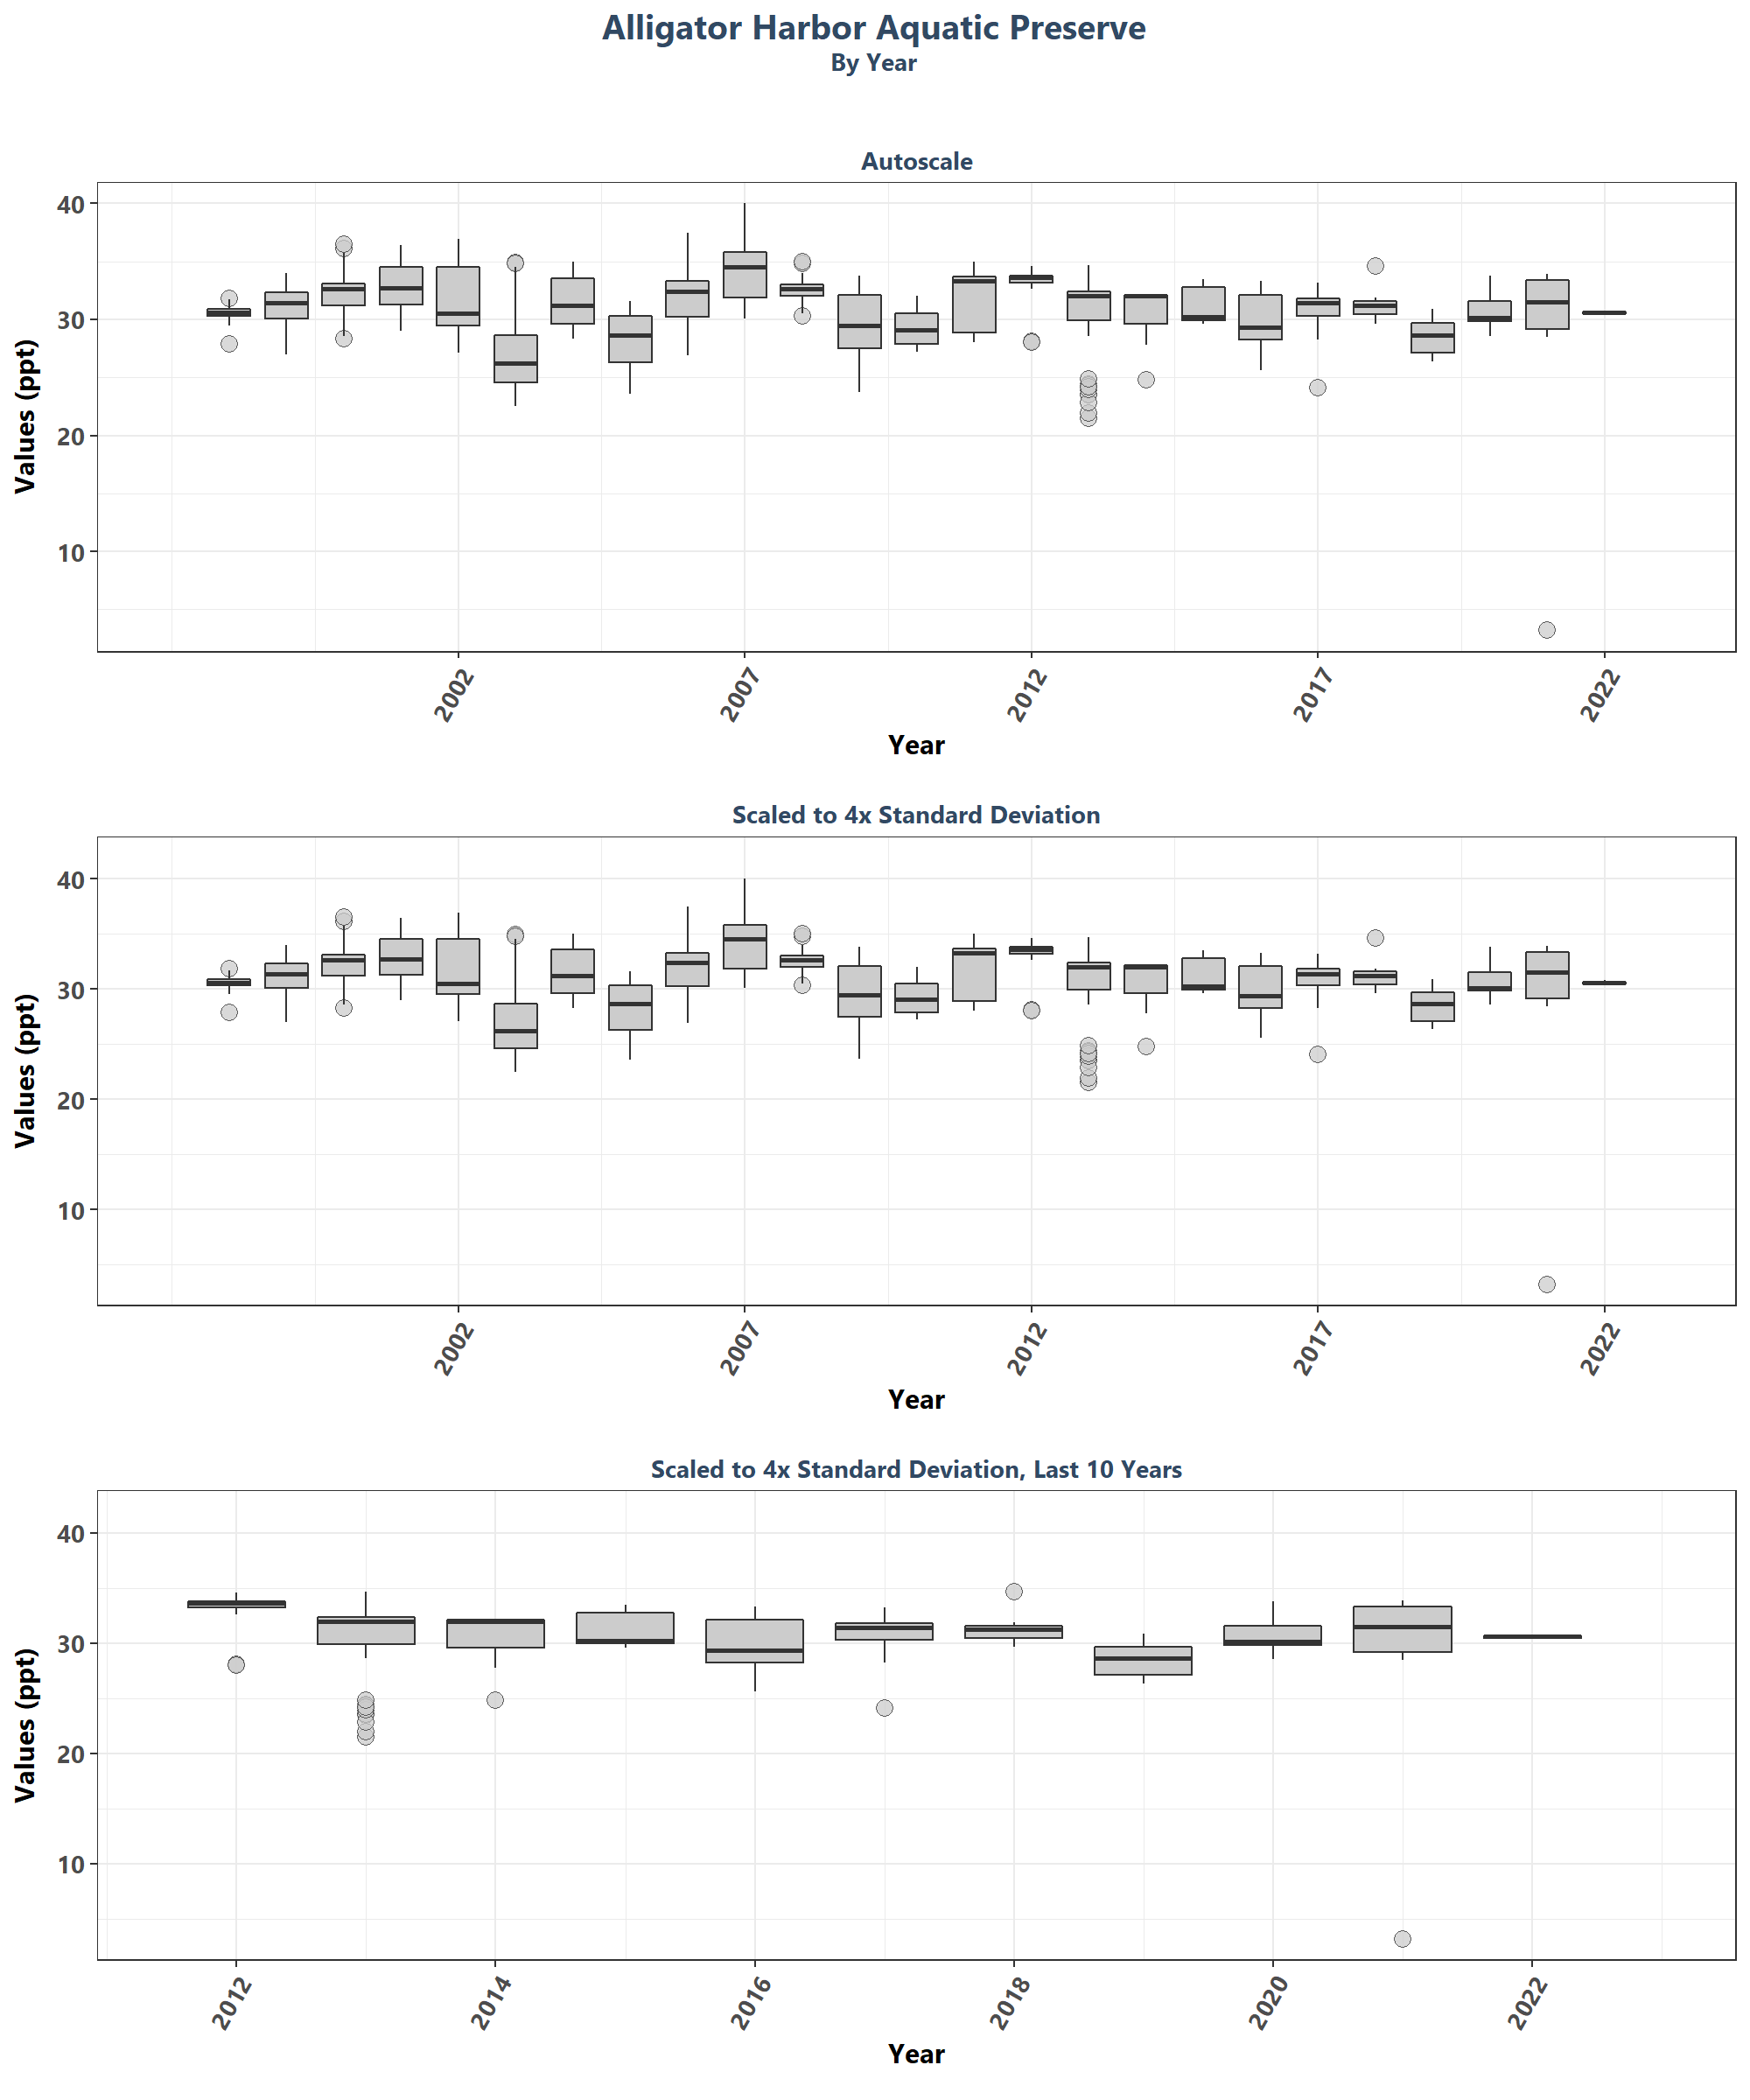 Alligator Harbor Aquatic Preserve
By Year
Autoscale
Values (ppt)
40
30
20
10
2002 2007 2012 2017 2022
Year
Scaled to 4x Standard Deviation
Values (ppt)
40
30
20
10
2002 2007 2012 2017 2022
Year
Scaled to 4x Standard Deviation, Last 10 Years
Values (ppt)
40
30
20
10
2012 2014 2016 2018 2020 2022
Year